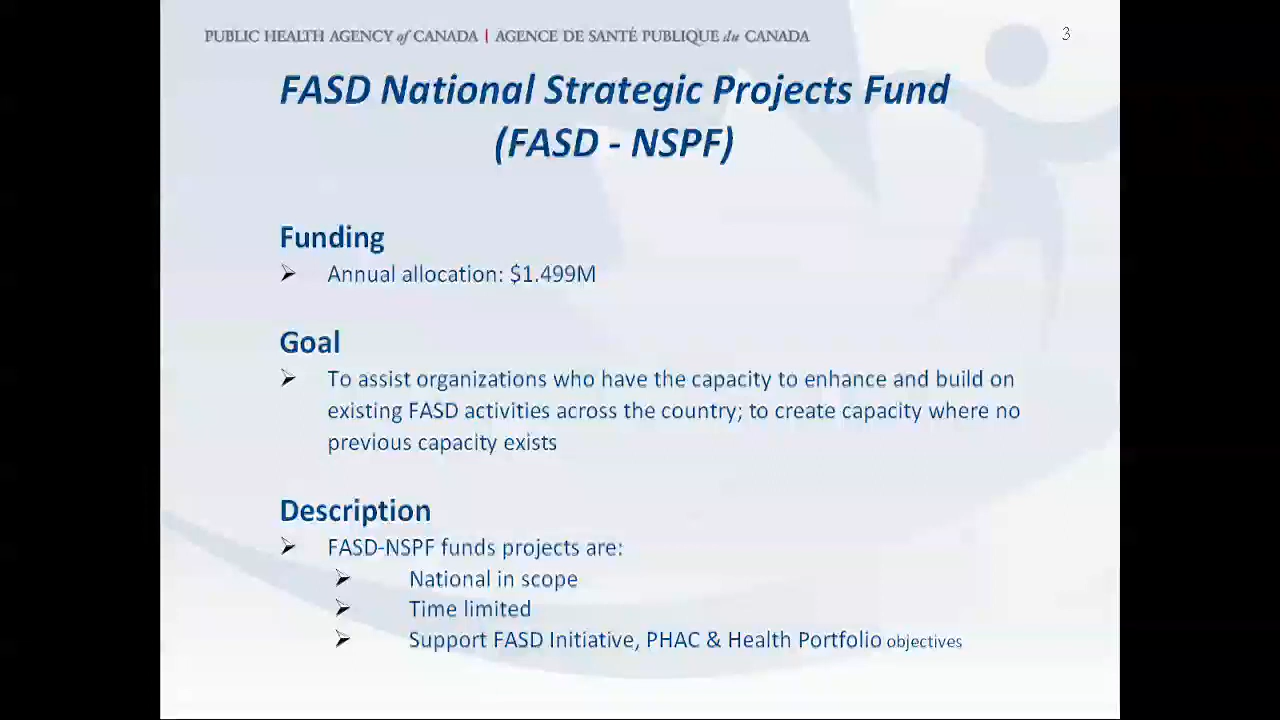 PUBLIC HEALTH AGENCY of CANADA | AGENCE DE SANTÉ PUBLIQUE du CANADA
3
FASD National Strategic Projects Fund
(FASD - NSPF)
Funding
➢ Annual allocation: $1.499M
Goal
➢ To assist organizations who have the capacity to enhance and build on
existing FASD activities across the country; to create capacity where no
previous capacity exists
Description
➢ FASD-NSPF funds projects are:
➢ National in scope
➢ Time limited
➢ Support FASD Initiative, PHAC & Health Portfolio objectives